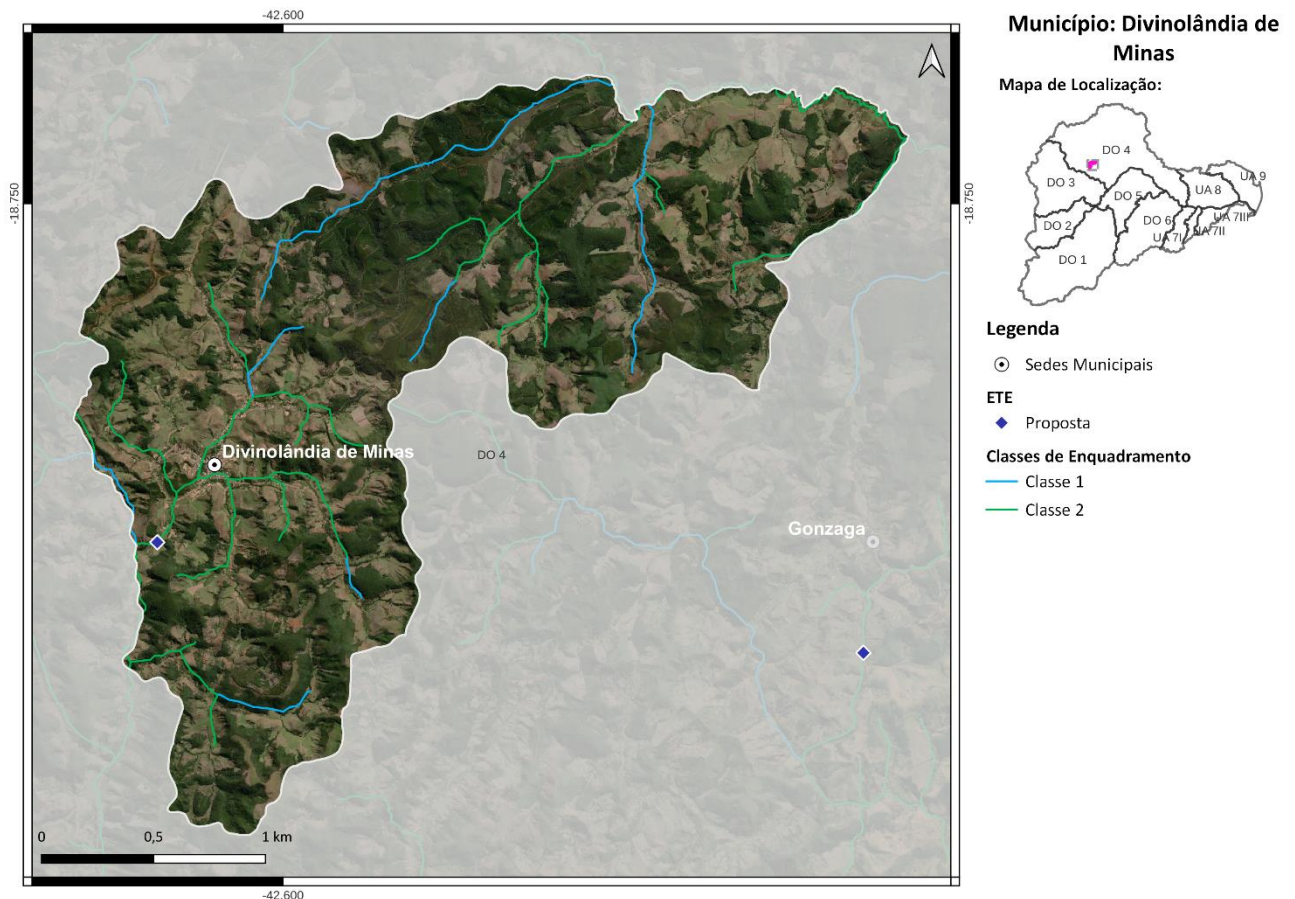 -42.600
Município: Divinolândia de
Minas
Mapa de Localização:
DO 4
DO 3
DO 5
UA 8
UA 9
DO 2
DO 6
UA 7III
UA 7I
UA 7II
DO 1
-18.750
-18.750
Legenda
Sedes Municipais
ETE
Proposta
Classes de Enquadramento
Classe 1
Classe 2
Divinolândia de Minas
DO 4
Gonzaga
0 0,5 1 km
-42.600